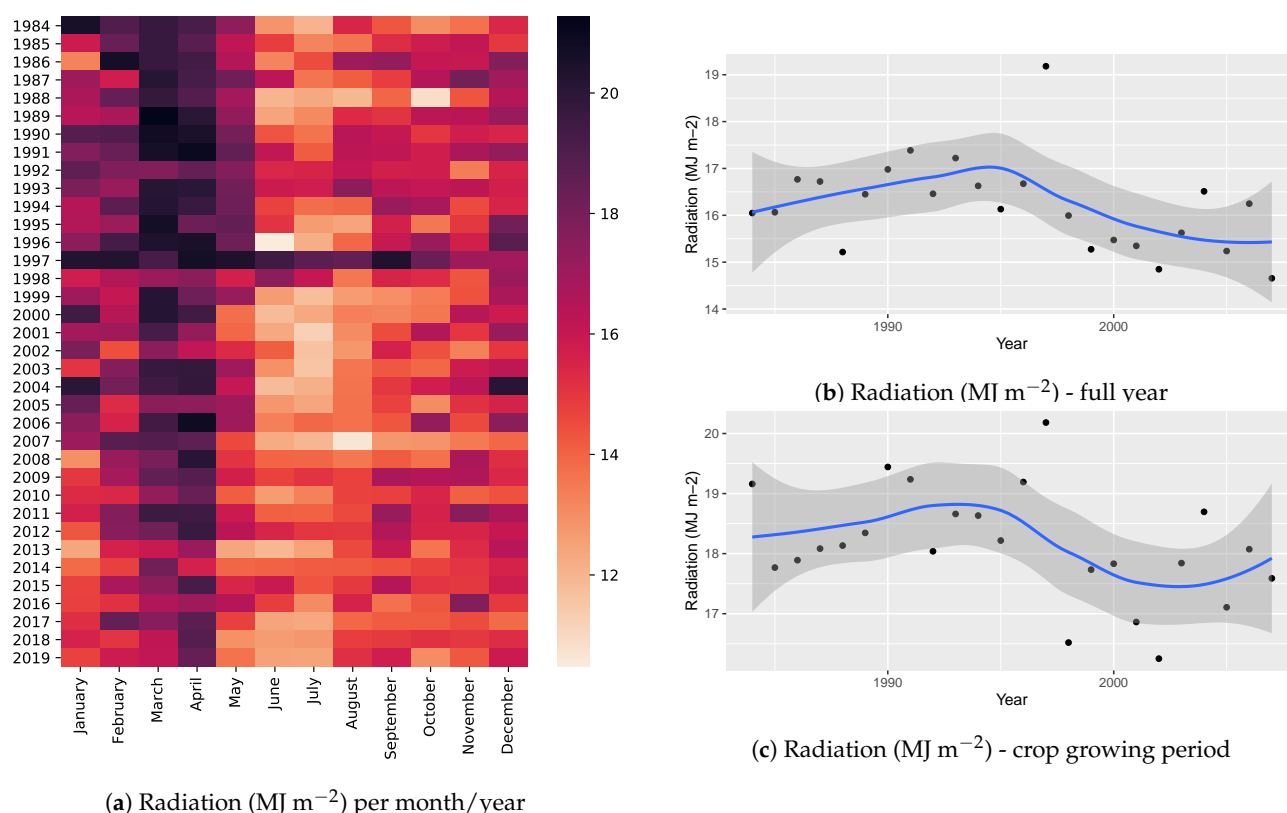 1984
1985
1986
1987
1988
1989
1990
1991
1992
1993
1994
1995
1996
1997
1998
1999
2000
2001
2002
2003
2004
2005
2006
2007
2008
2009
2010
2011
2012
2013
2014
2015
2016
2017
2018
2019
January
February
March
April
May
June
July
August
September
October
November
December
20
18
16
14
12
(a) Radiation (MJ m−2) per month/year
Radiation (MJ m−2)
19
18
17
16
15
14
1990 2000
Year
(b) Radiation (MJ m−2) - full year
Radiation (MJ m−2)
20
19
18
17
1990 2000
Year
(c) Radiation (MJ m−2) - crop growing period